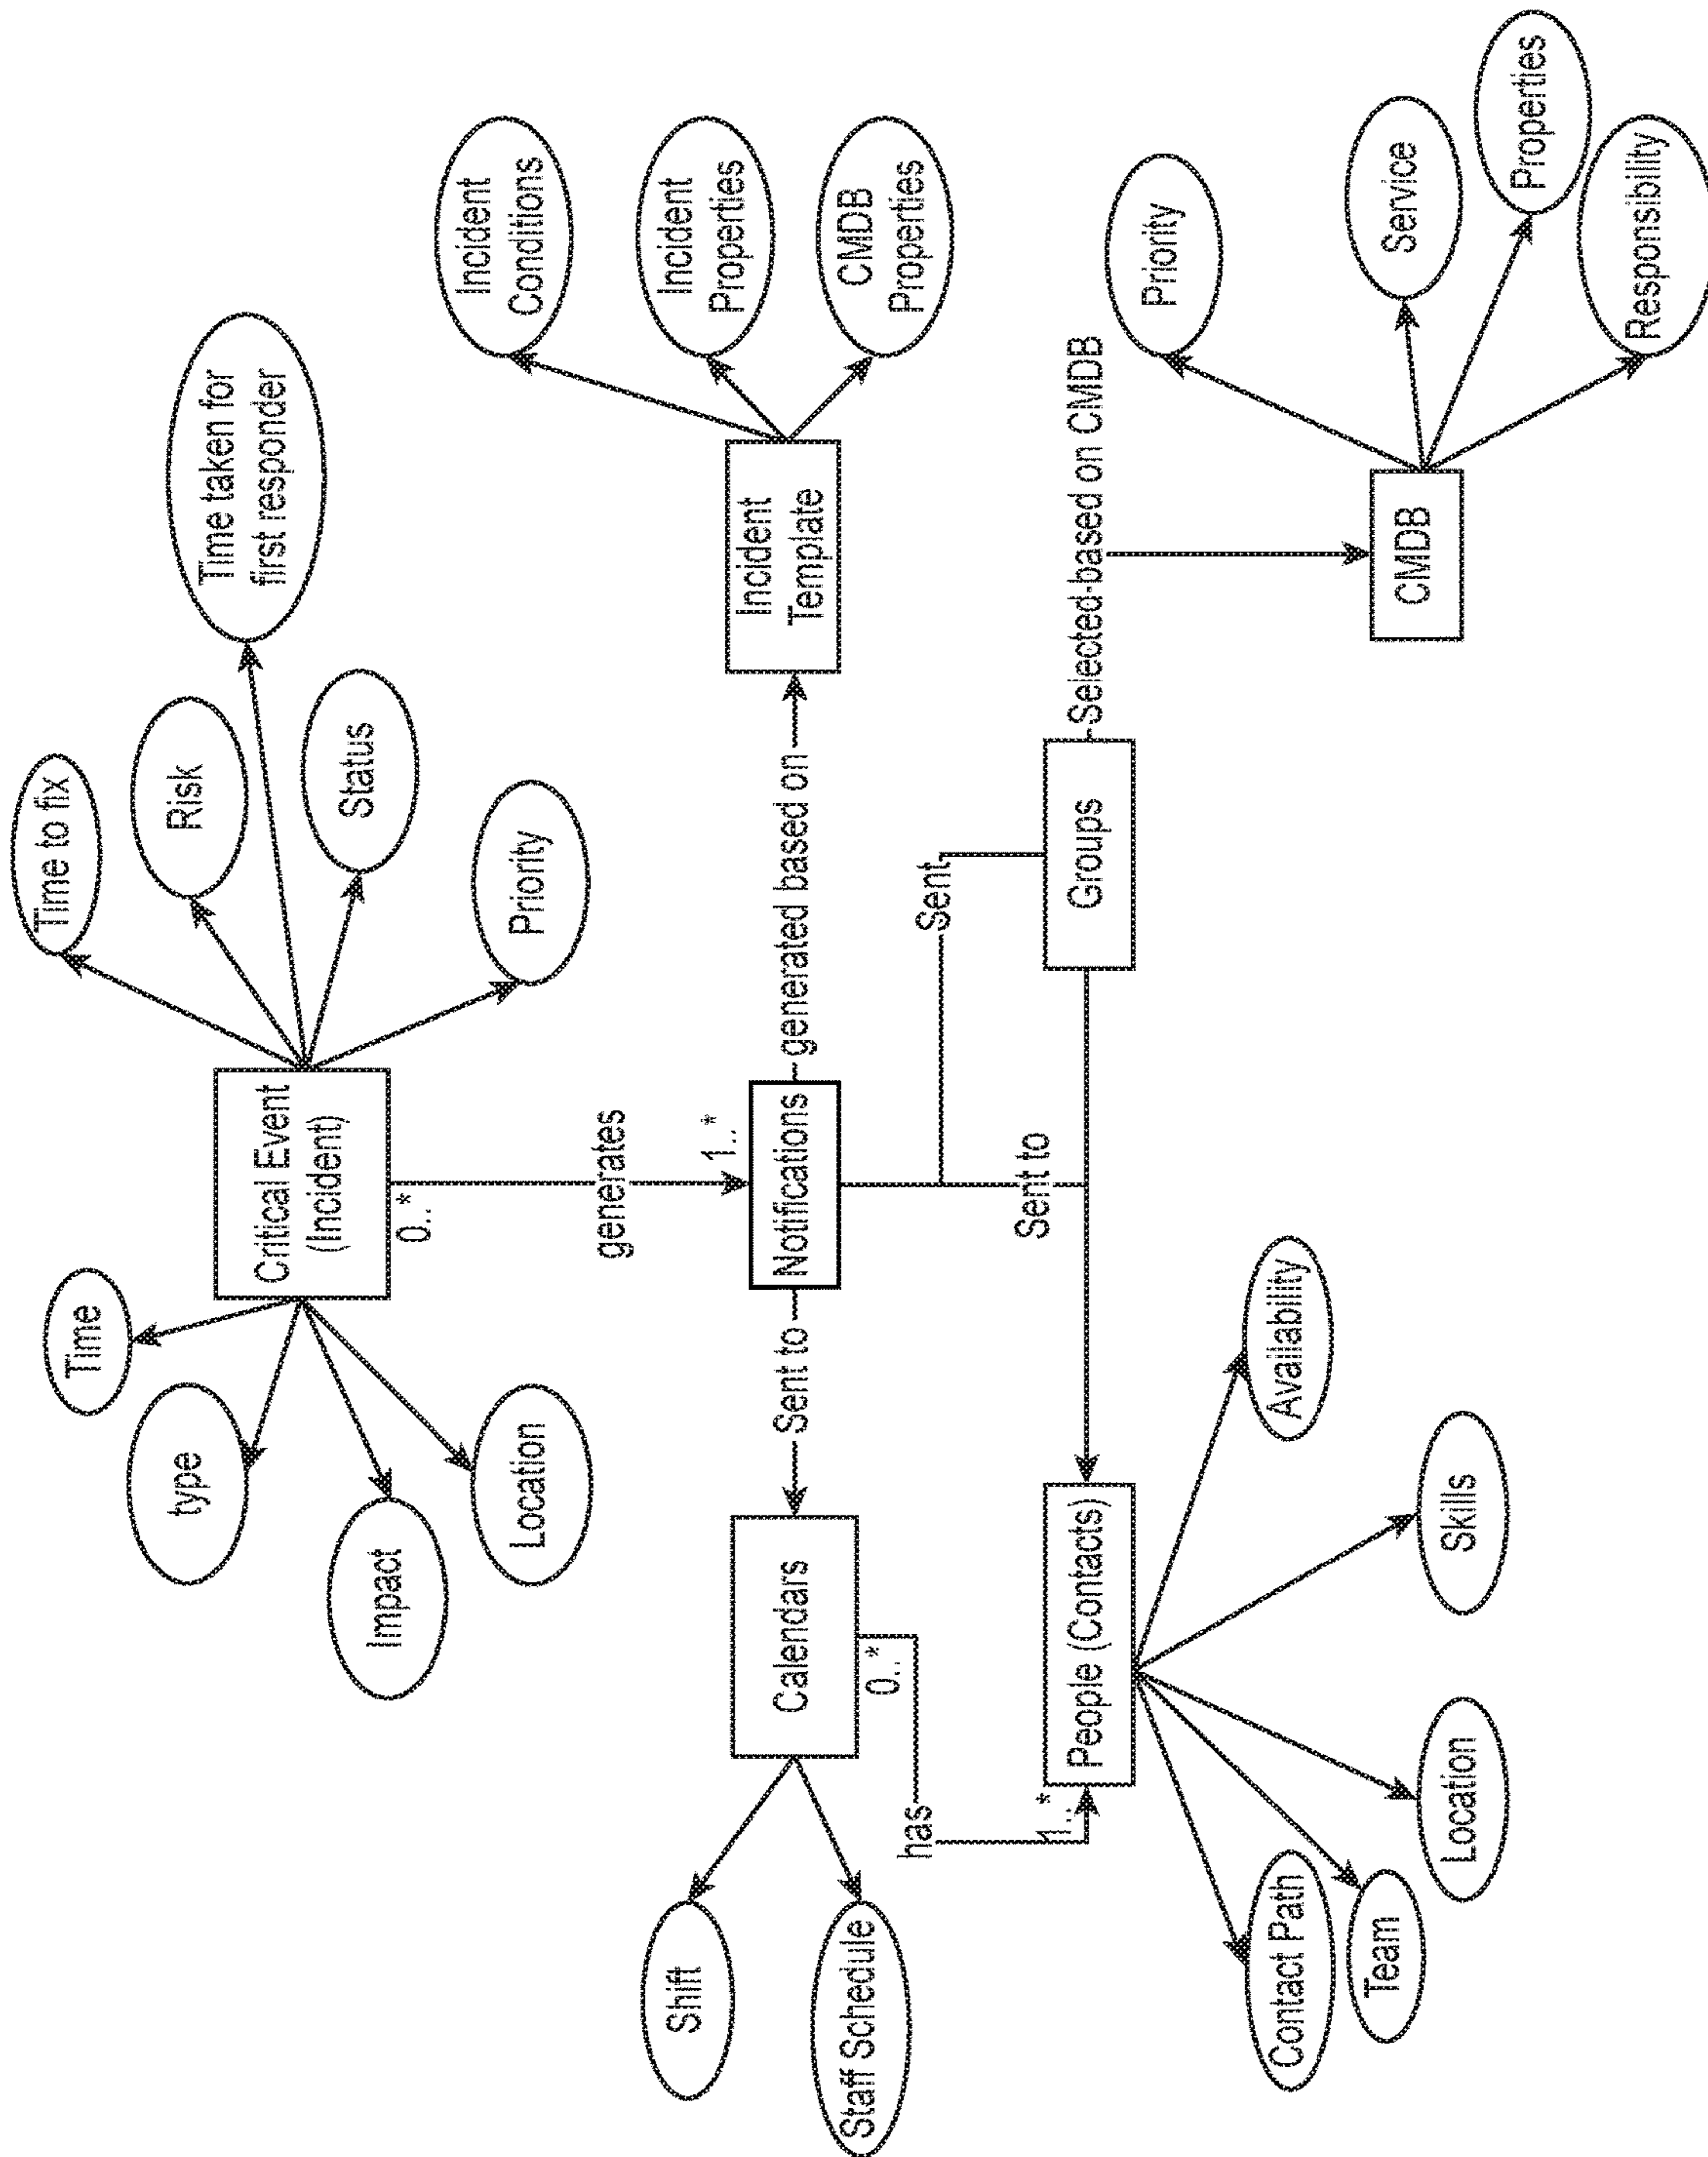 Time to fix
Risk
Time taken for
first responder
Status
Priority
Time
type
Impact
Location
Critical Event
(Incident)
0..*
generates
1..*
Notifications
generated based on
Incident
Template
Incident
Conditions
Incident
Properties
CMDB
Properties
Sent to
Calendars
Shift
Staff Schedule
0..*
has
1..*
Sent
Sent to
Groups
Selected-based on CMDB
CMDB
Priority
Service
Properties
Responsibility
People (Contacts)
Contact Path
Team
Location
Skills
Availability